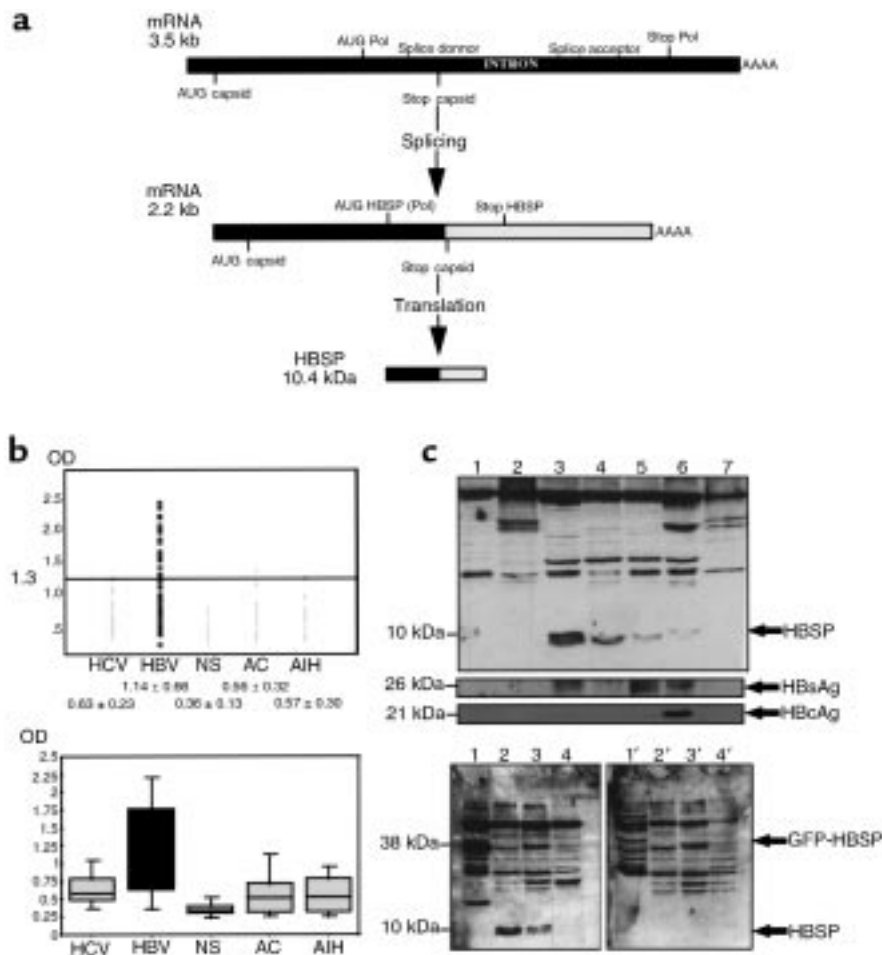 a
mRNA
3.5 kb
AUG Pol
Splice donnor
Splice acceptor
Stop Pol
INTRON
AAAA
AUG capsid
Stop capsid
Splicing
mRNA
2.2 kb
AUG HBSP (Pol)
Stop HBSP
AAAA
AUG capsid
Stop capsid
Translation
HBSP
10.4 kDa
b
OD
2.5
2.0
1.5
1.3
1.0
.5
HCV HBV NS AC AIH
1.14 ± 0.68 0.56 ± 0.32
0.63 ± 0.23 0.36 ± 0.13 0.57 ± 0.30
OD
2.5
2.25
2
1.75
1.5
1.25
1
0.75
0.5
0.25
0
HCV HBV NS AC AIH
c
1 2 3 4 5 6 7
10 kDa
HBSP
26 kDa
HBsAg
21 kDa
HBcAg
1 2 3 4 1′ 2′ 3′ 4′
38 kDa
GFP-HBSP
10 kDa
HBSP